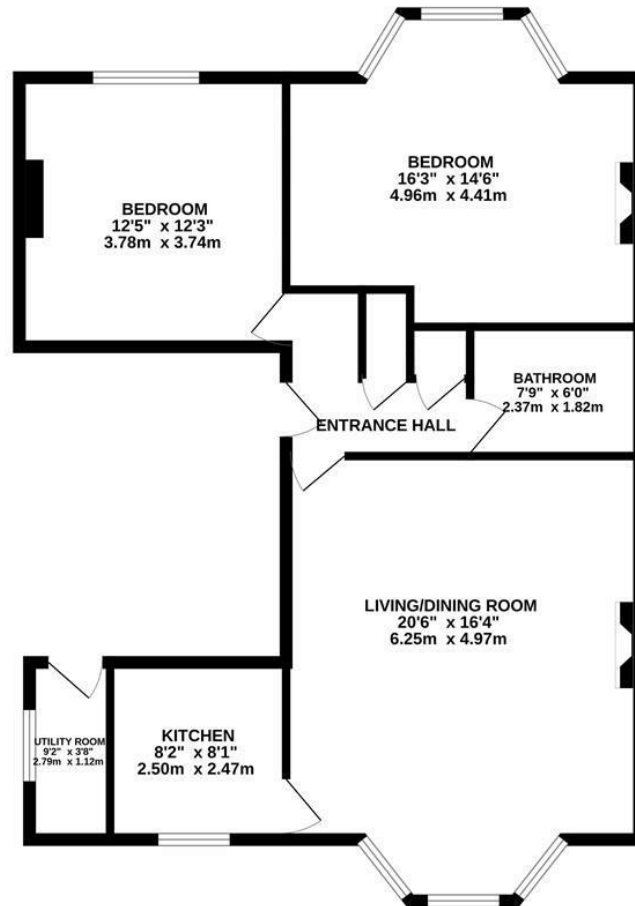 BEDROOM
16'3" x 14'6"
4.96m x 4.41m
BEDROOM
12'5" x 12'3"
3.78m x 3.74m
BATHROOM
7'9" x 6'0"
2.37m x 1.82m
ENTRANCE HALL
LIVING/DINING ROOM
20'6" x 16'4"
6.25m x 4.97m
UTILITY ROOM
9'2" x 3'8"
2.79m x 1.12m
KITCHEN
8'2" x 8'1"
2.50m x 2.47m